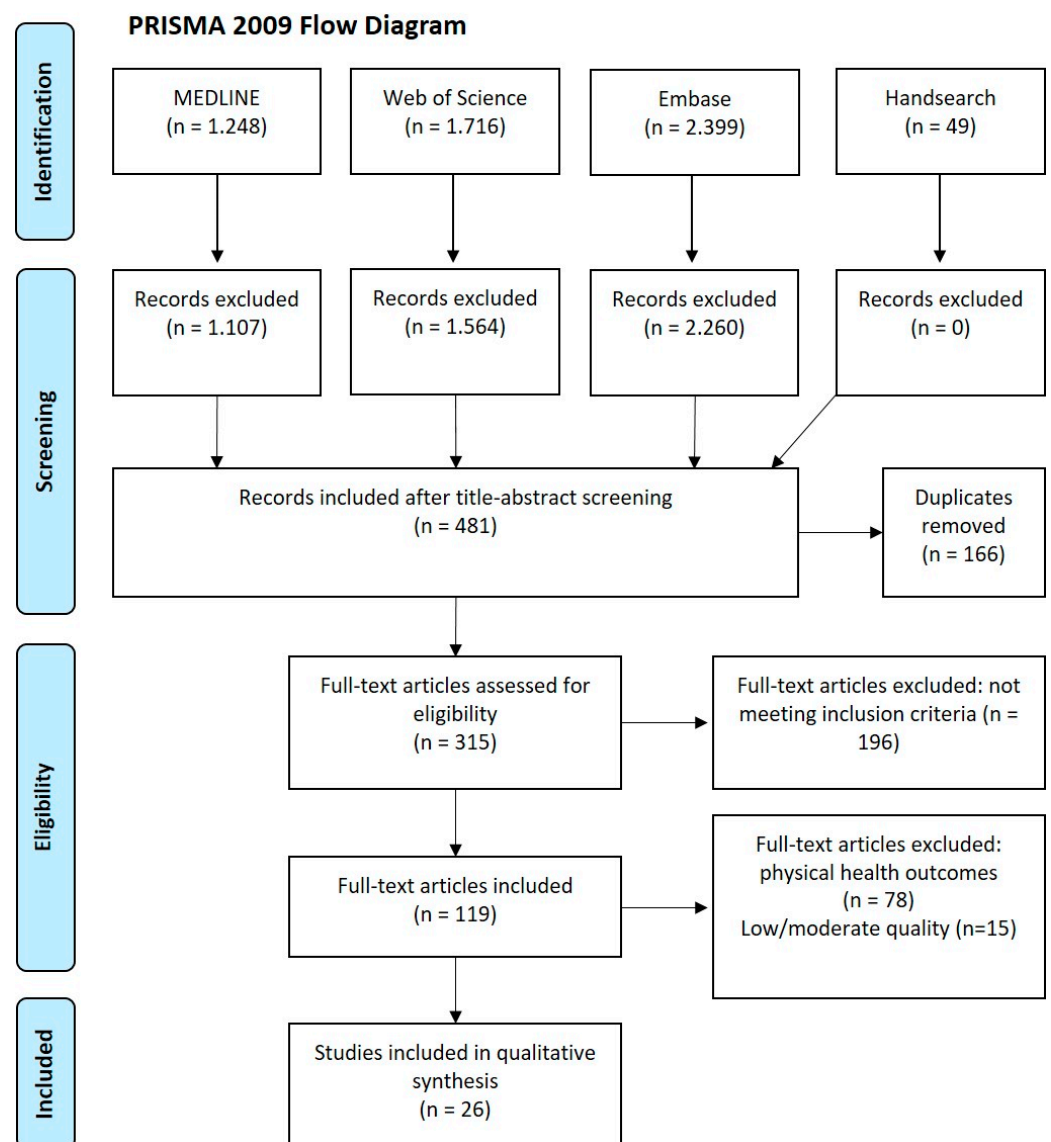 PRISMA 2009 Flow Diagram
Identification
MEDLINE
(n = 1.248)
Web of Science
(n = 1.716)
Embase
(n = 2.399)
Handsearch
(n = 49)
Screening
Records excluded
(n = 1.107)
Records excluded
(n = 1.564)
Records excluded
(n = 2.260)
Records excluded
(n = 0)
Records included after title-abstract screening
(n = 481)
Duplicates
removed
(n = 166)
Eligibility
Full-text articles assessed for
eligibility
(n = 315)
Full-text articles excluded: not
meeting inclusion criteria (n =
196)
Full-text articles included
(n = 119)
Full-text articles excluded:
physical health outcomes
(n = 78)
Low/moderate quality (n=15)
Included
Studies included in qualitative
synthesis
(n = 26)